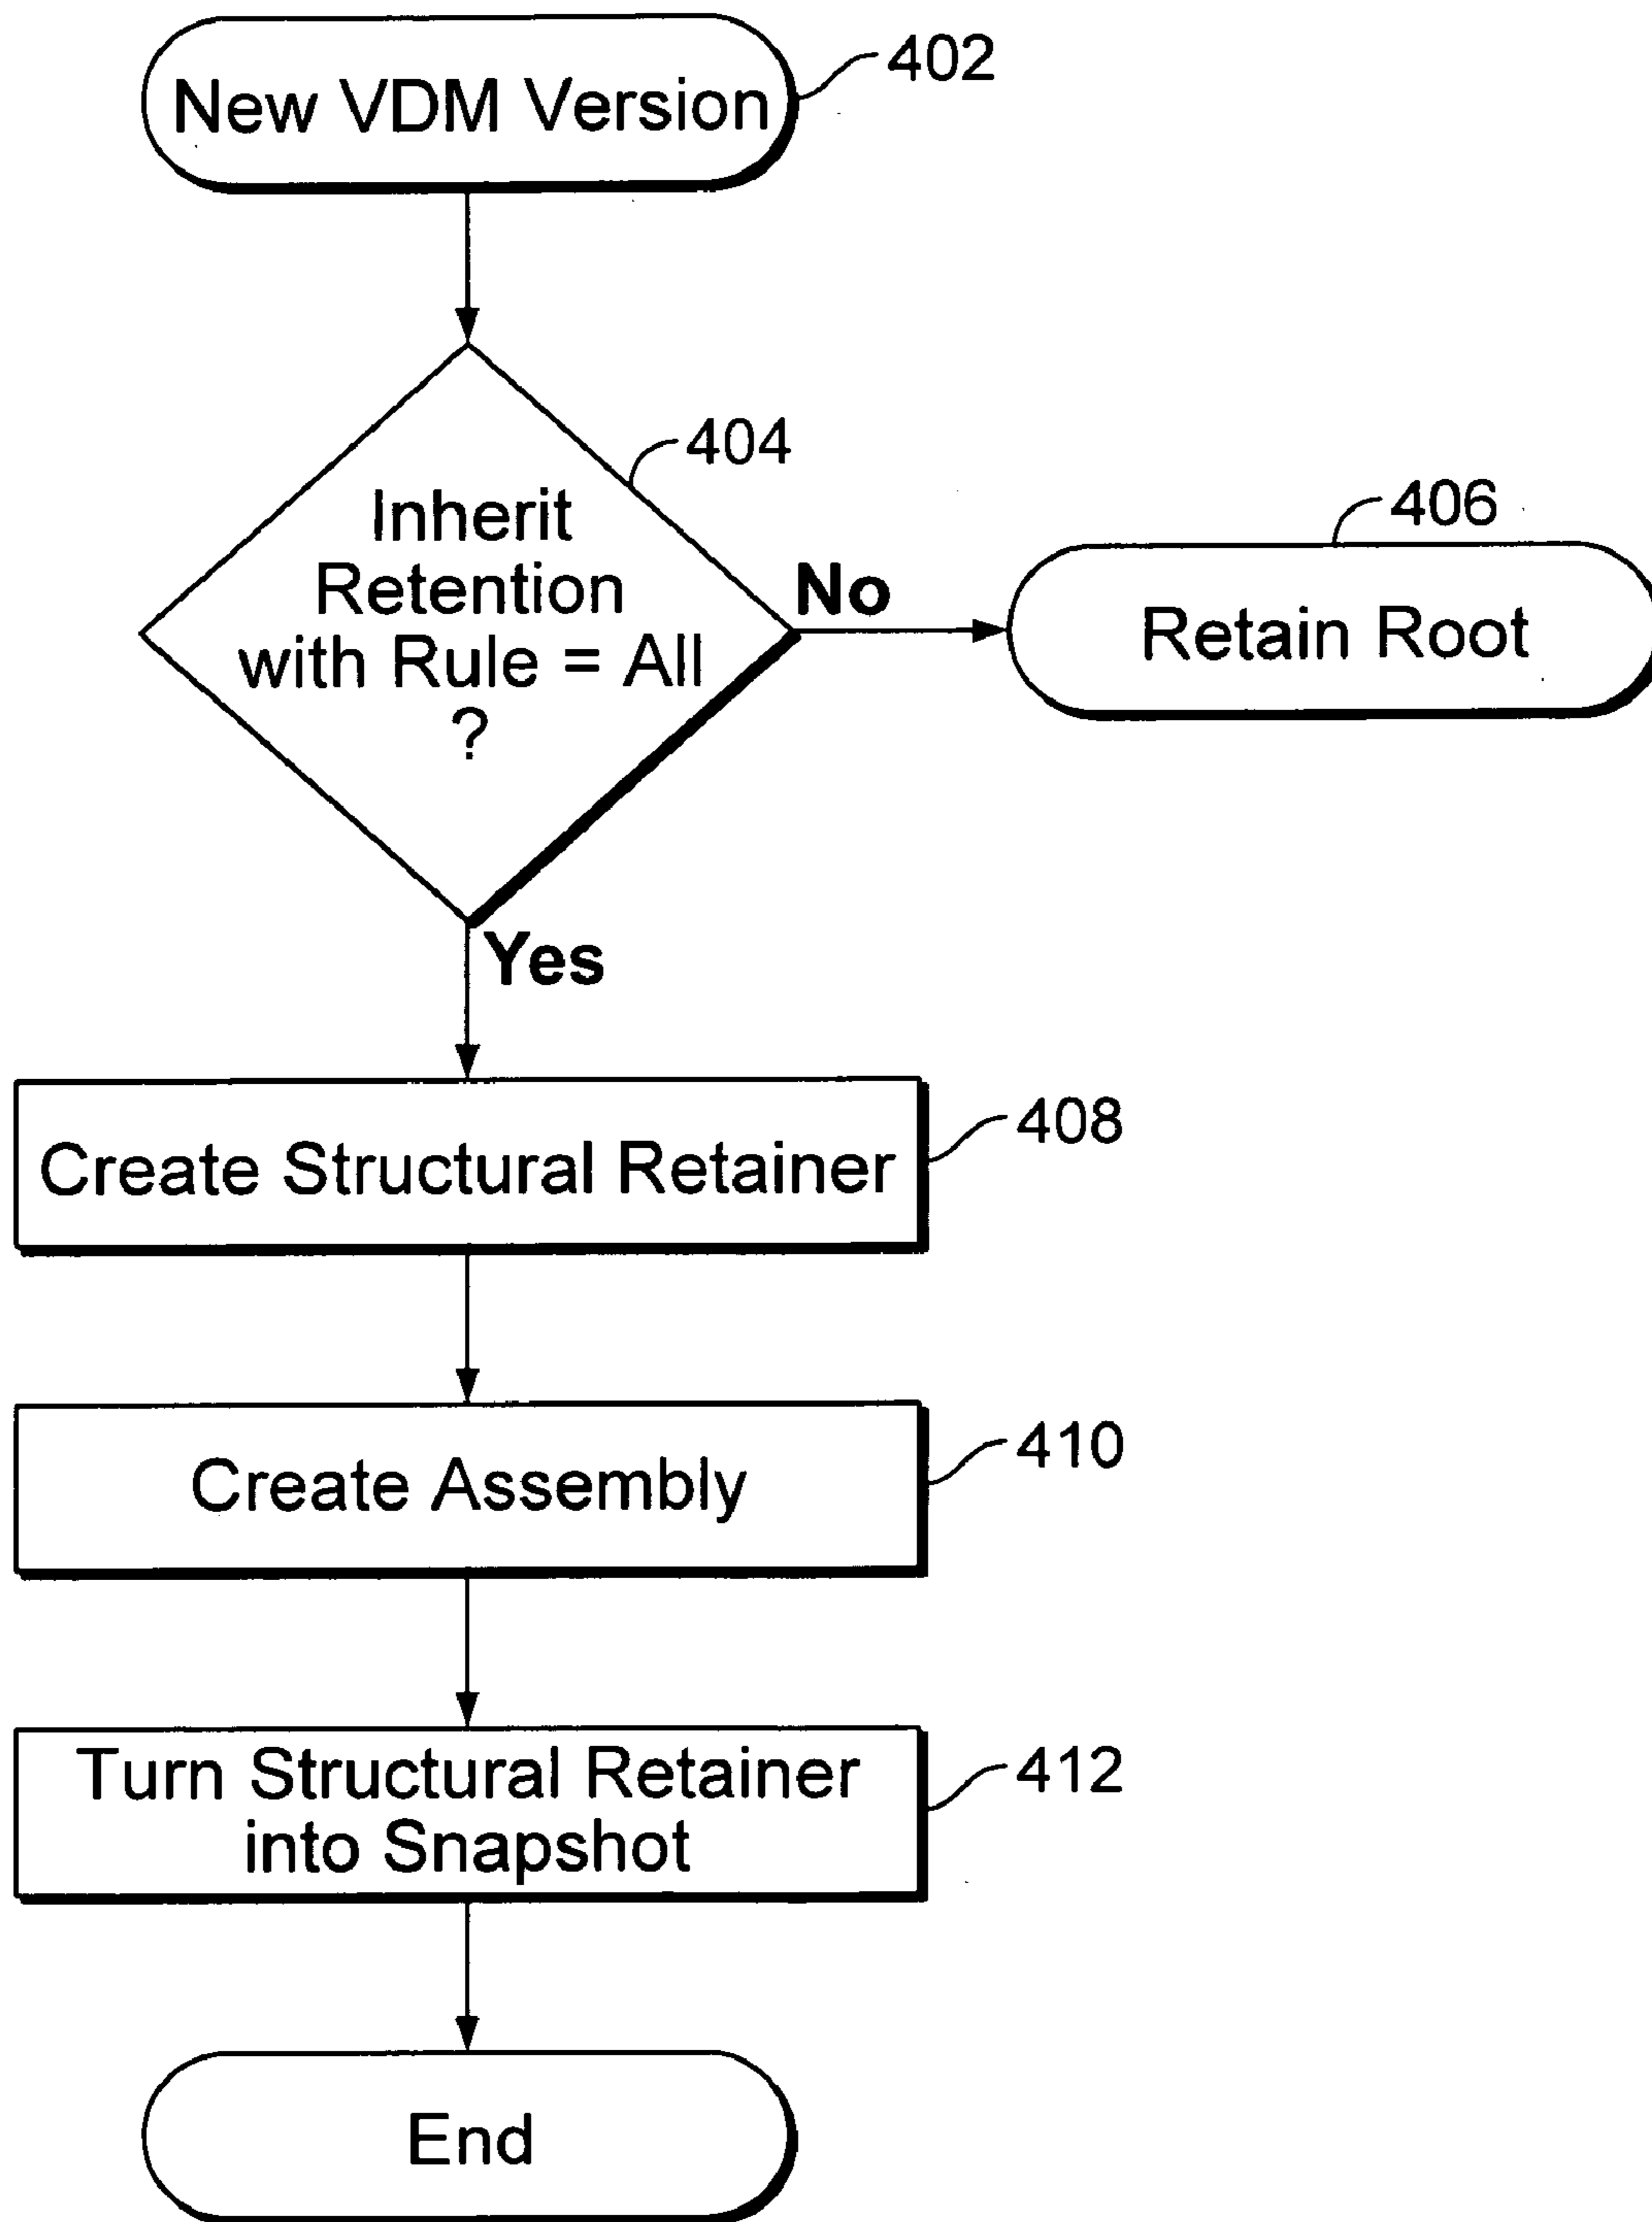 New VDM Version
402
Inherit
Retention
with Rule = All
?
404
No
Retain Root
406
Yes
Create Structural Retainer
408
Create Assembly
410
Turn Structural Retainer
into Snapshot
412
End